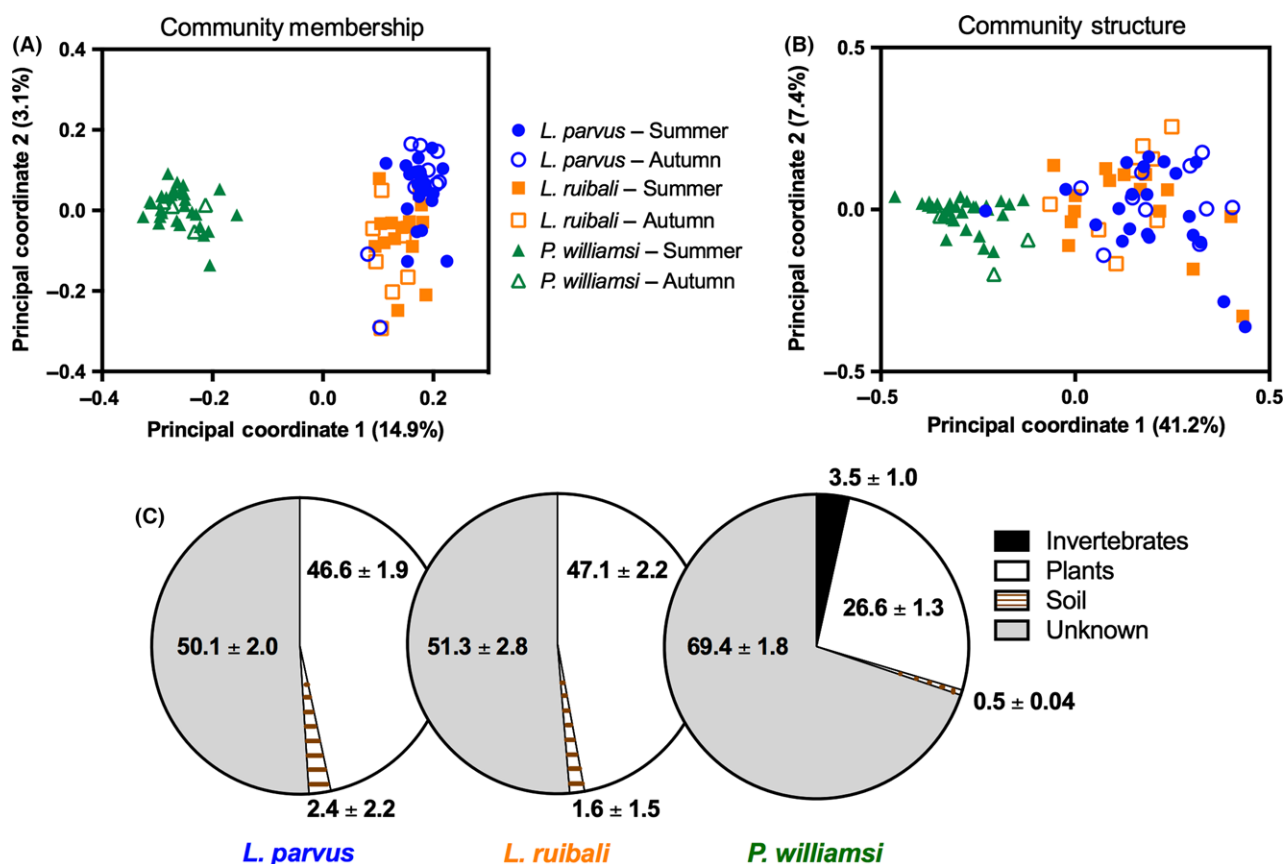 Community membership
(A)
0.4
0.2
0.0
–0.2
–0.4
Principal coordinate 2 (3.1%)
–0.4
–0.2
0.0
0.2
Principal coordinate 1 (14.9%)
L. parvus – Summer
L. parvus – Autumn
L. ruibali – Summer
L. ruibali – Autumn
P. williamsi – Summer
P. williamsi – Autumn
Community structure
(B)
0.5
0.0
–0.5
Principal coordinate 2 (7.4%)
–0.5
0.0
0.5
Principal coordinate 1 (41.2%)
(C)
46.6 ± 1.9
50.1 ± 2.0
2.4 ± 2.2
L. parvus
47.1 ± 2.2
51.3 ± 2.8
1.6 ± 1.5
L. ruibali
3.5 ± 1.0
26.6 ± 1.3
69.4 ± 1.8
0.5 ± 0.04
P. williamsi
Invertebrates
Plants
Soil
Unknown